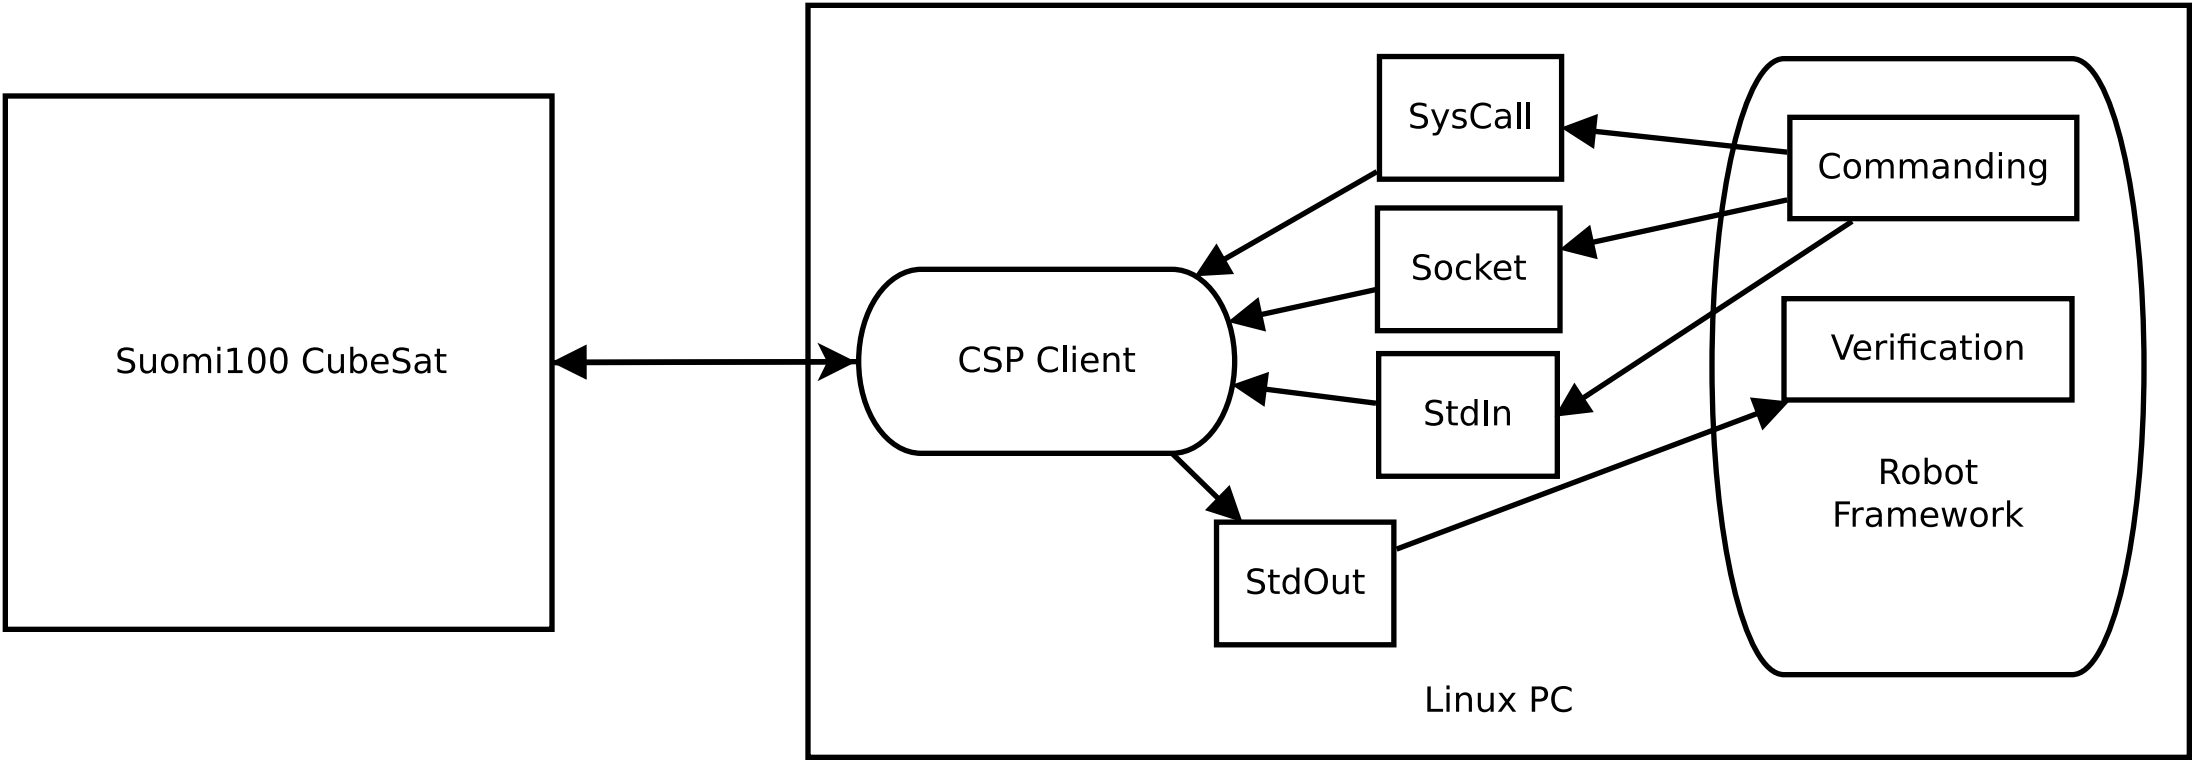 Suomi100 CubeSat
CSP Client
SysCall
Socket
StdIn
StdOut
Commanding
Verification
Robot
Framework
Linux PC